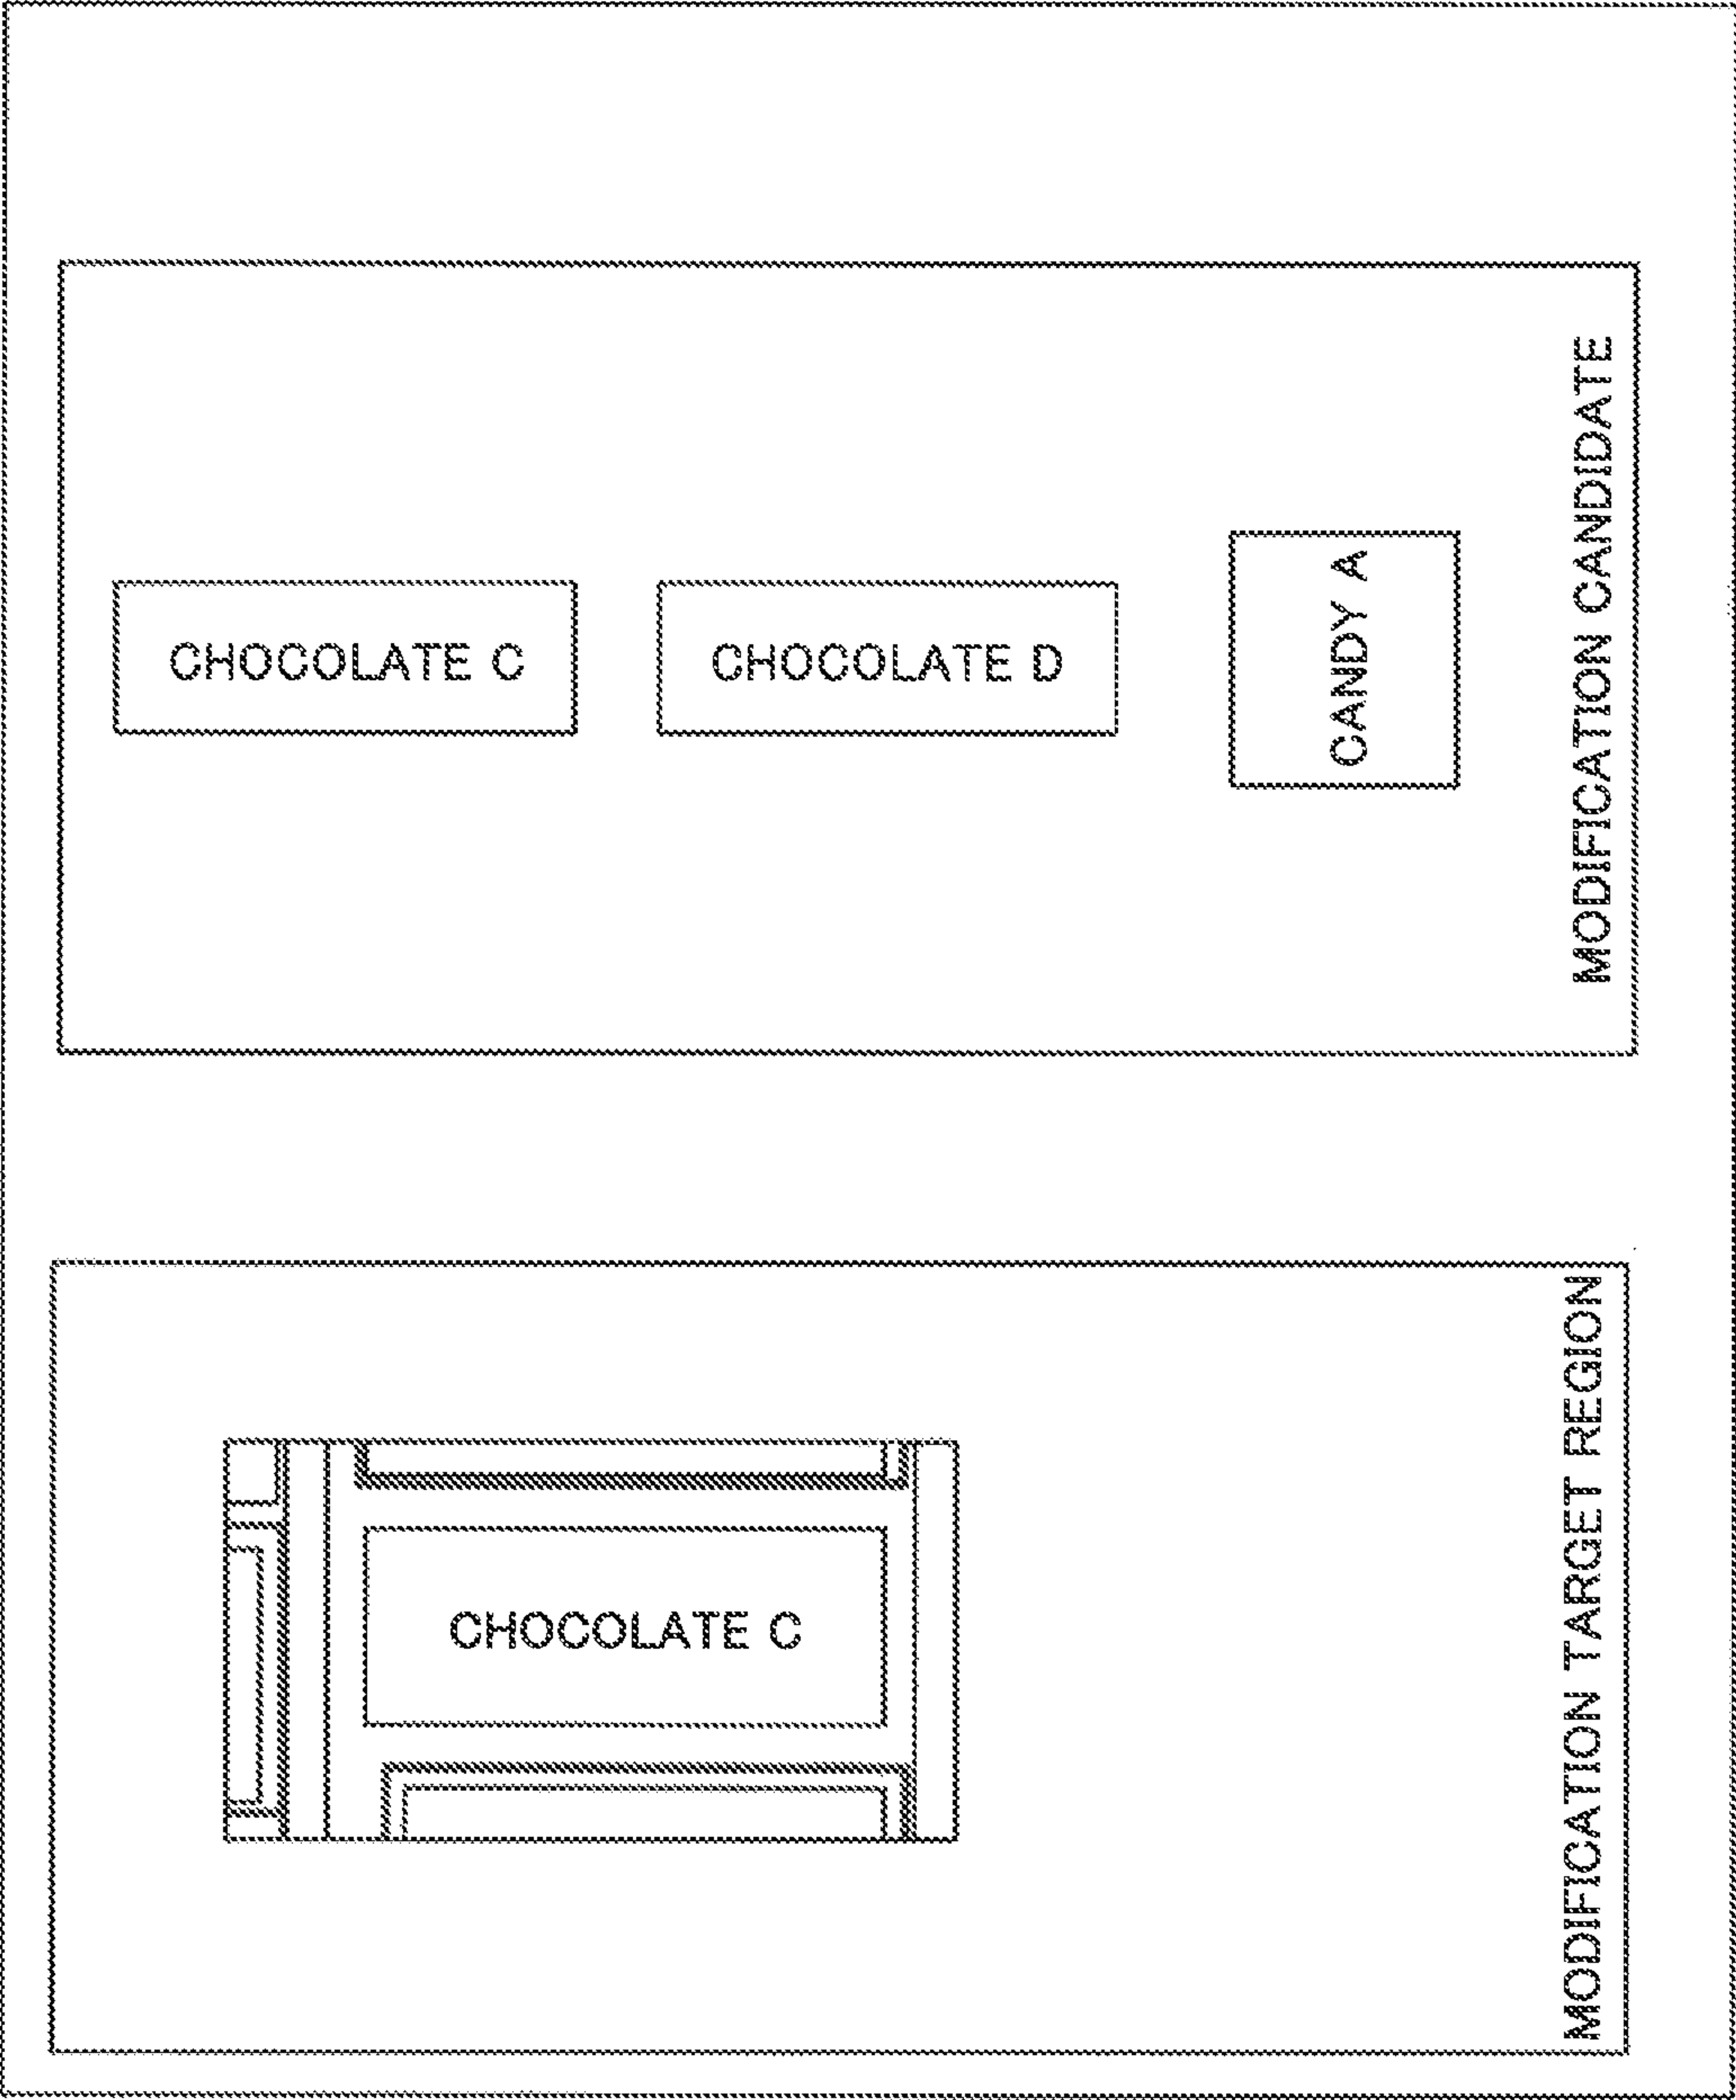 MODIFICATION TARGET REGION
CHOCOLATE C
MODIFICATION CANDIDATE
CANDY A
CHOCOLATE D
CHOCOLATE C